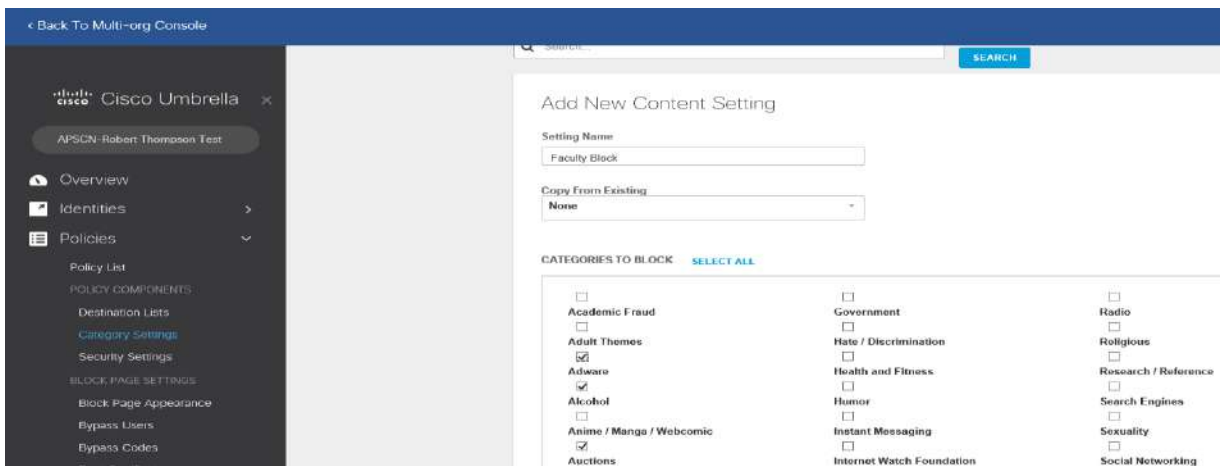 < Back To Multi-org Console
Search...
SEARCH
cisco Cisco Umbrella ×
APSCN-Robert Thompson Test
Overview
Identities >
Policies
Policy List
POLICY COMPONENTS
Destination Lists
Category Settings
Security Settings
BLOCK PAGE SETTINGS
Block Page Appearance
Bypass Users
Bypass Codes
Add New Content Setting
Setting Name
Faculty Block
Copy From Existing
None
CATEGORIES TO BLOCK SELECT ALL
Academic Fraud
Adult Themes
Adware
Alcohol
Anime / Manga / Webcomic
Auctions
Government
Hate / Discrimination
Health and Fitness
Humor
Instant Messaging
Internet Watch Foundation
Radio
Religious
Research / Reference
Search Engines
Sexuality
Social Networking